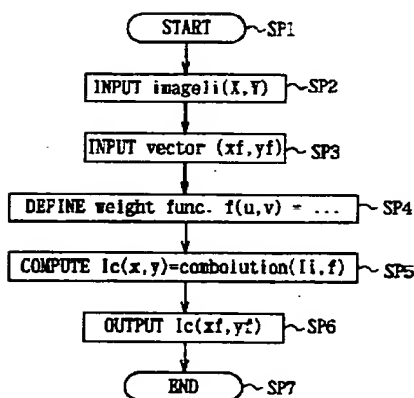 START SP1
INPUT imageIi(X,Y) SP2
INPUT vector (xf,yf) SP3
DEFINE weight func. f(u,v) = ... SP4
COMPUTE Ic(x,y)=combolution(Ii,f) SP5
OUTPUT Ic(xf,yf) SP6
END SP7